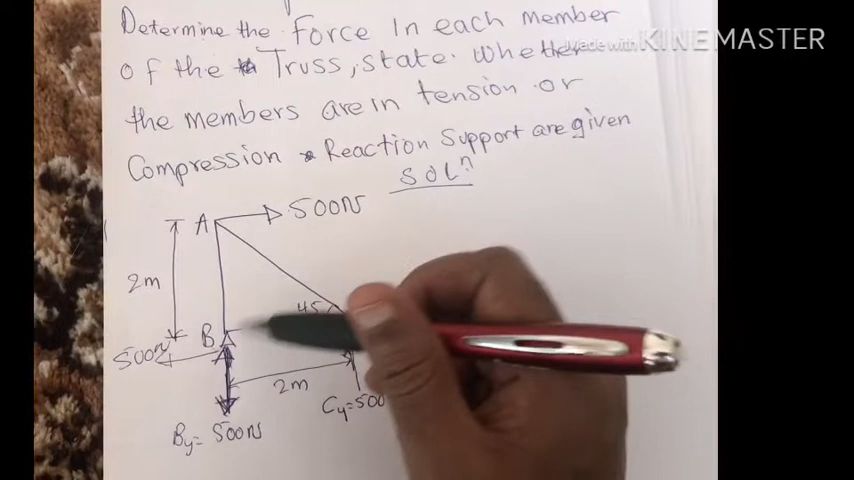 Determine the Force in each member
Made with KINEMASTER
of the Truss, state. Whether
the members are in tension or
Compression Reaction Support are given
Soln
A 500N
2m
45
B
500N
2m
Cy=500
By= 500N